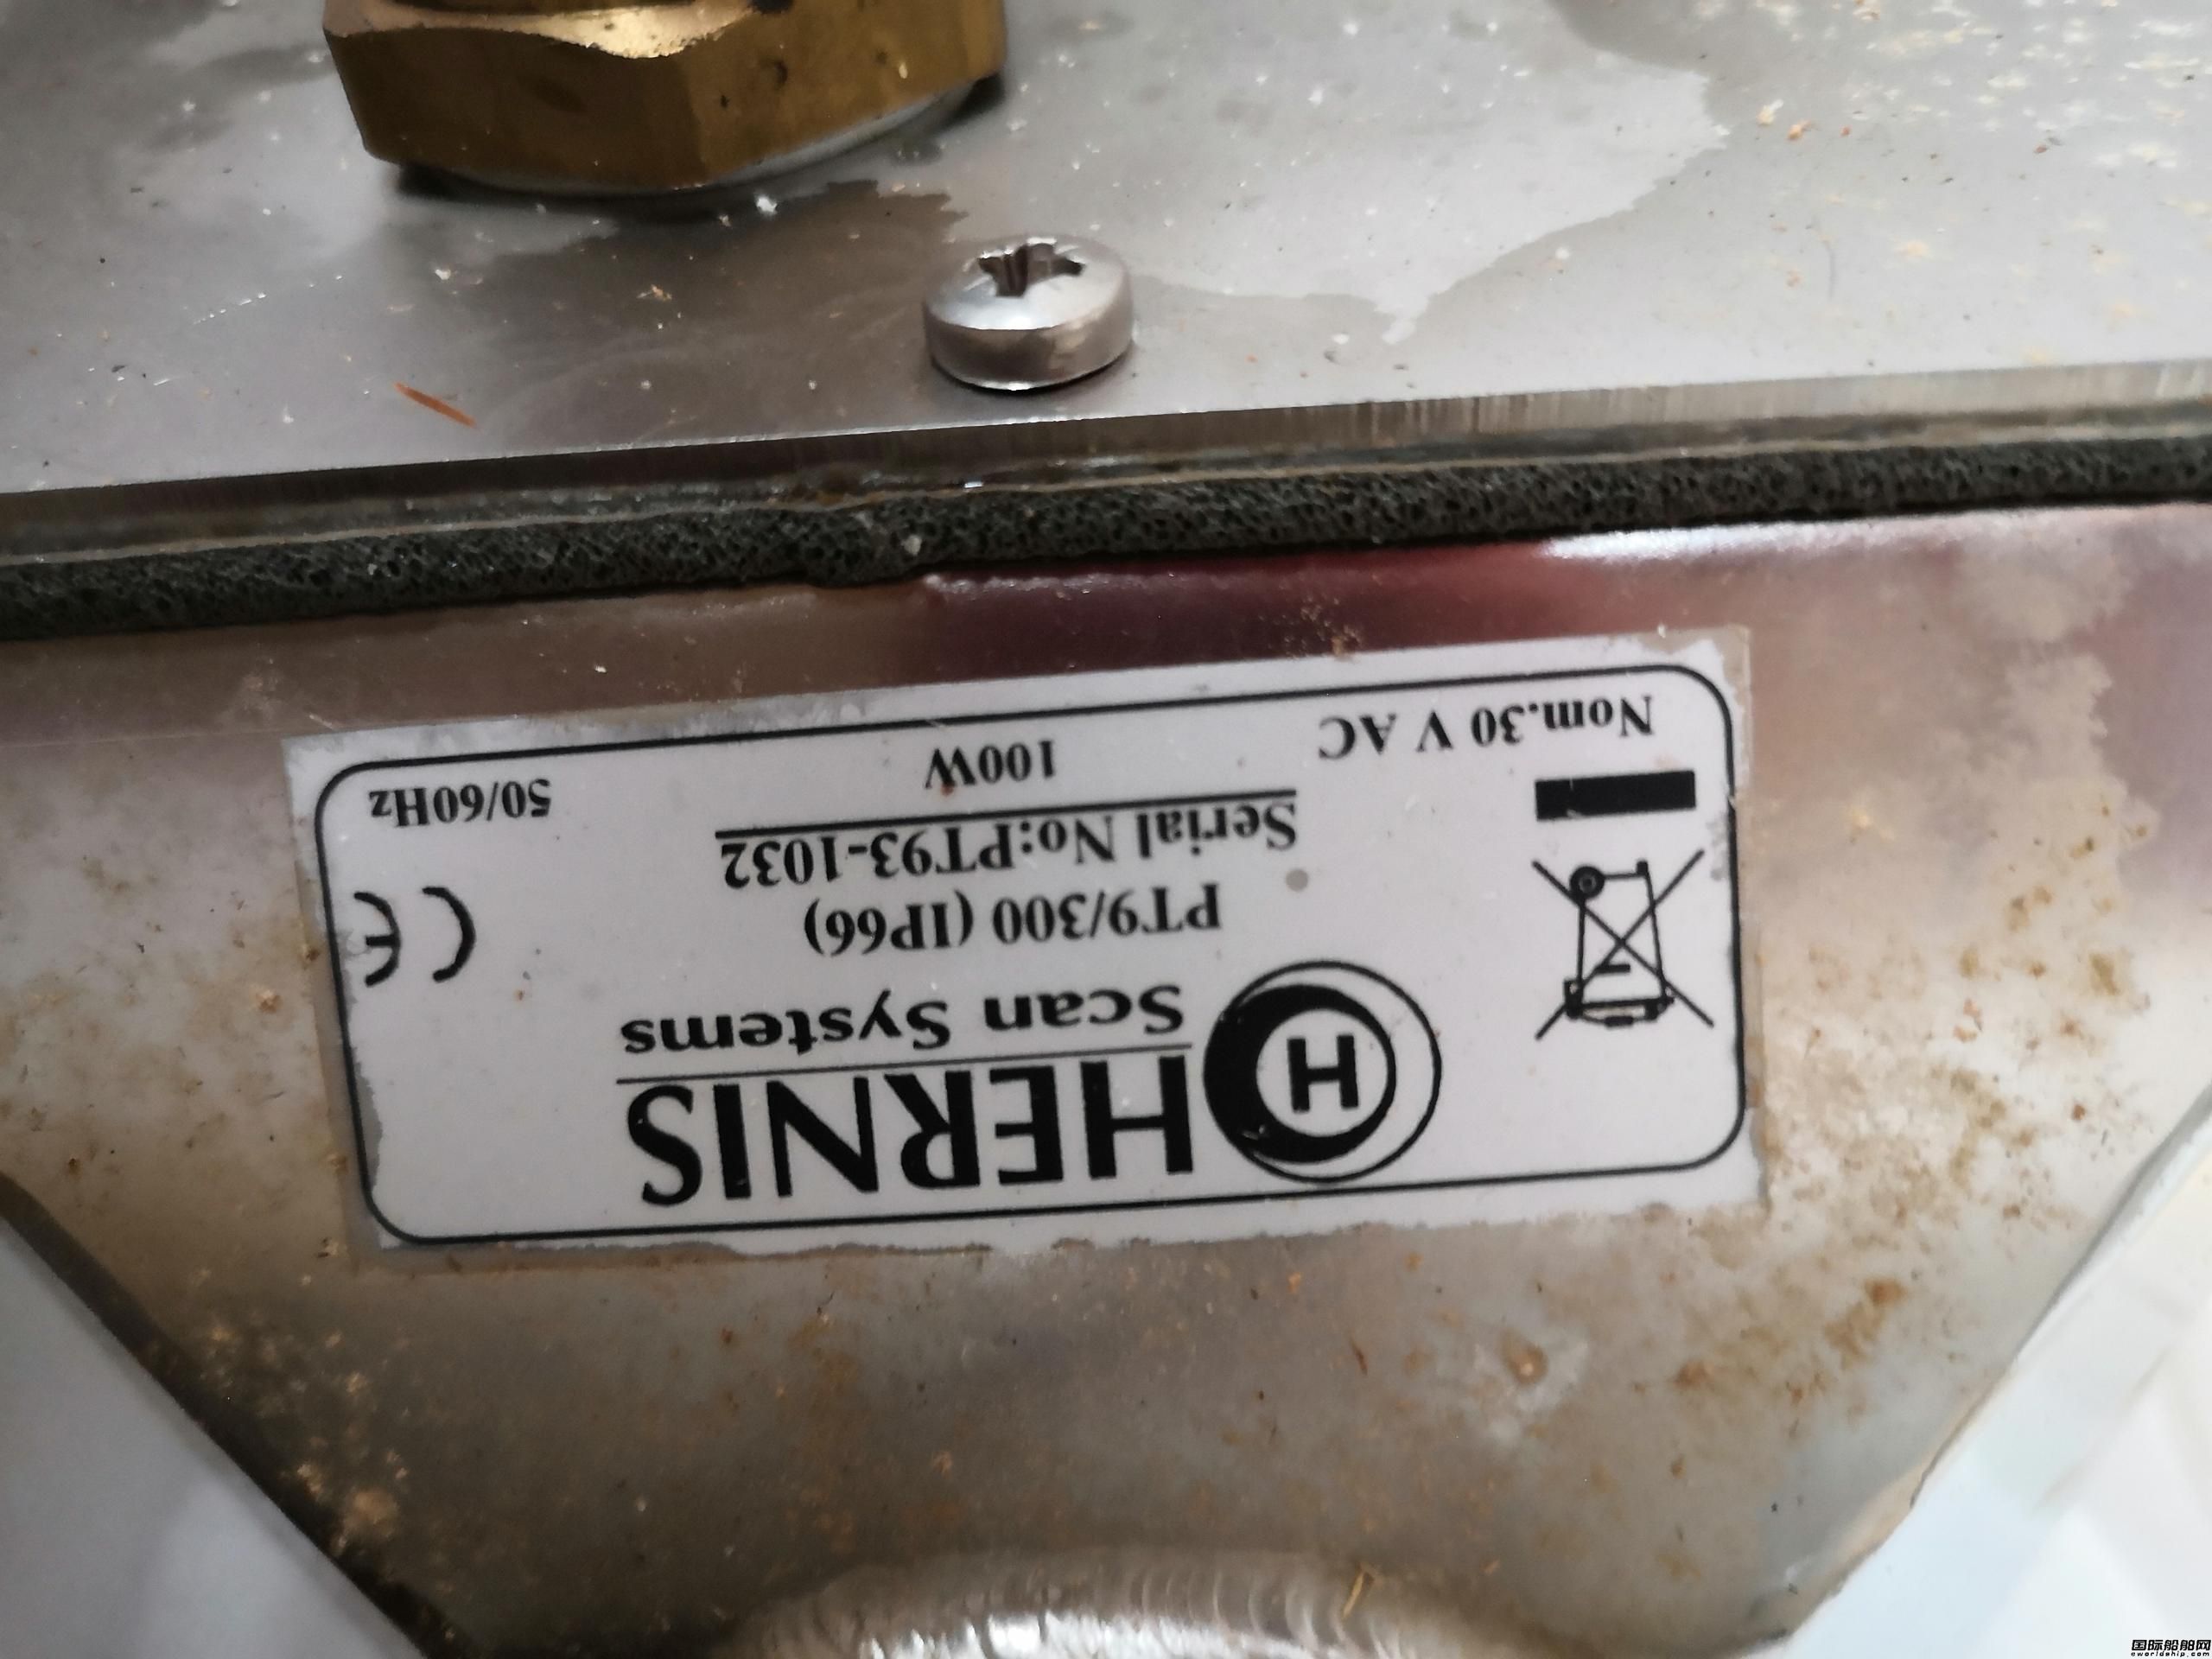 H
HERNIS
Scan Systems
PT9/300 (IP66)
Serial No:PT93-1032
CE
Nom.30 V AC 100W 50/60Hz
国际船舶网
eworldship.com